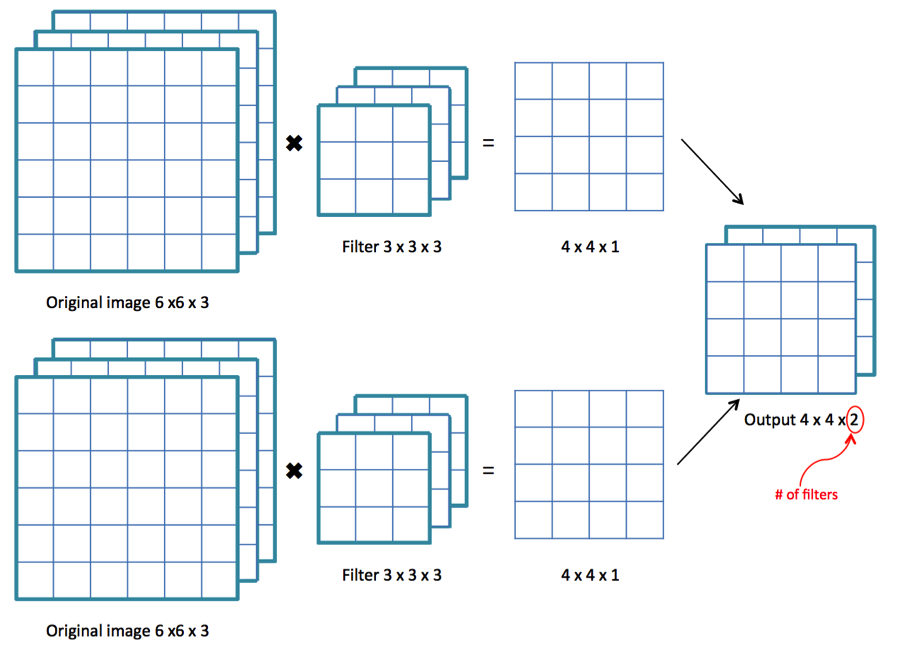 Filter 3 x 3 x 3
4 x 4 x 1
Original image 6 x6 x 3
Output 4 x 4 x 2
# of filters
Filter 3 x 3 x 3
4 x 4 x 1
Original image 6 x6 x 3